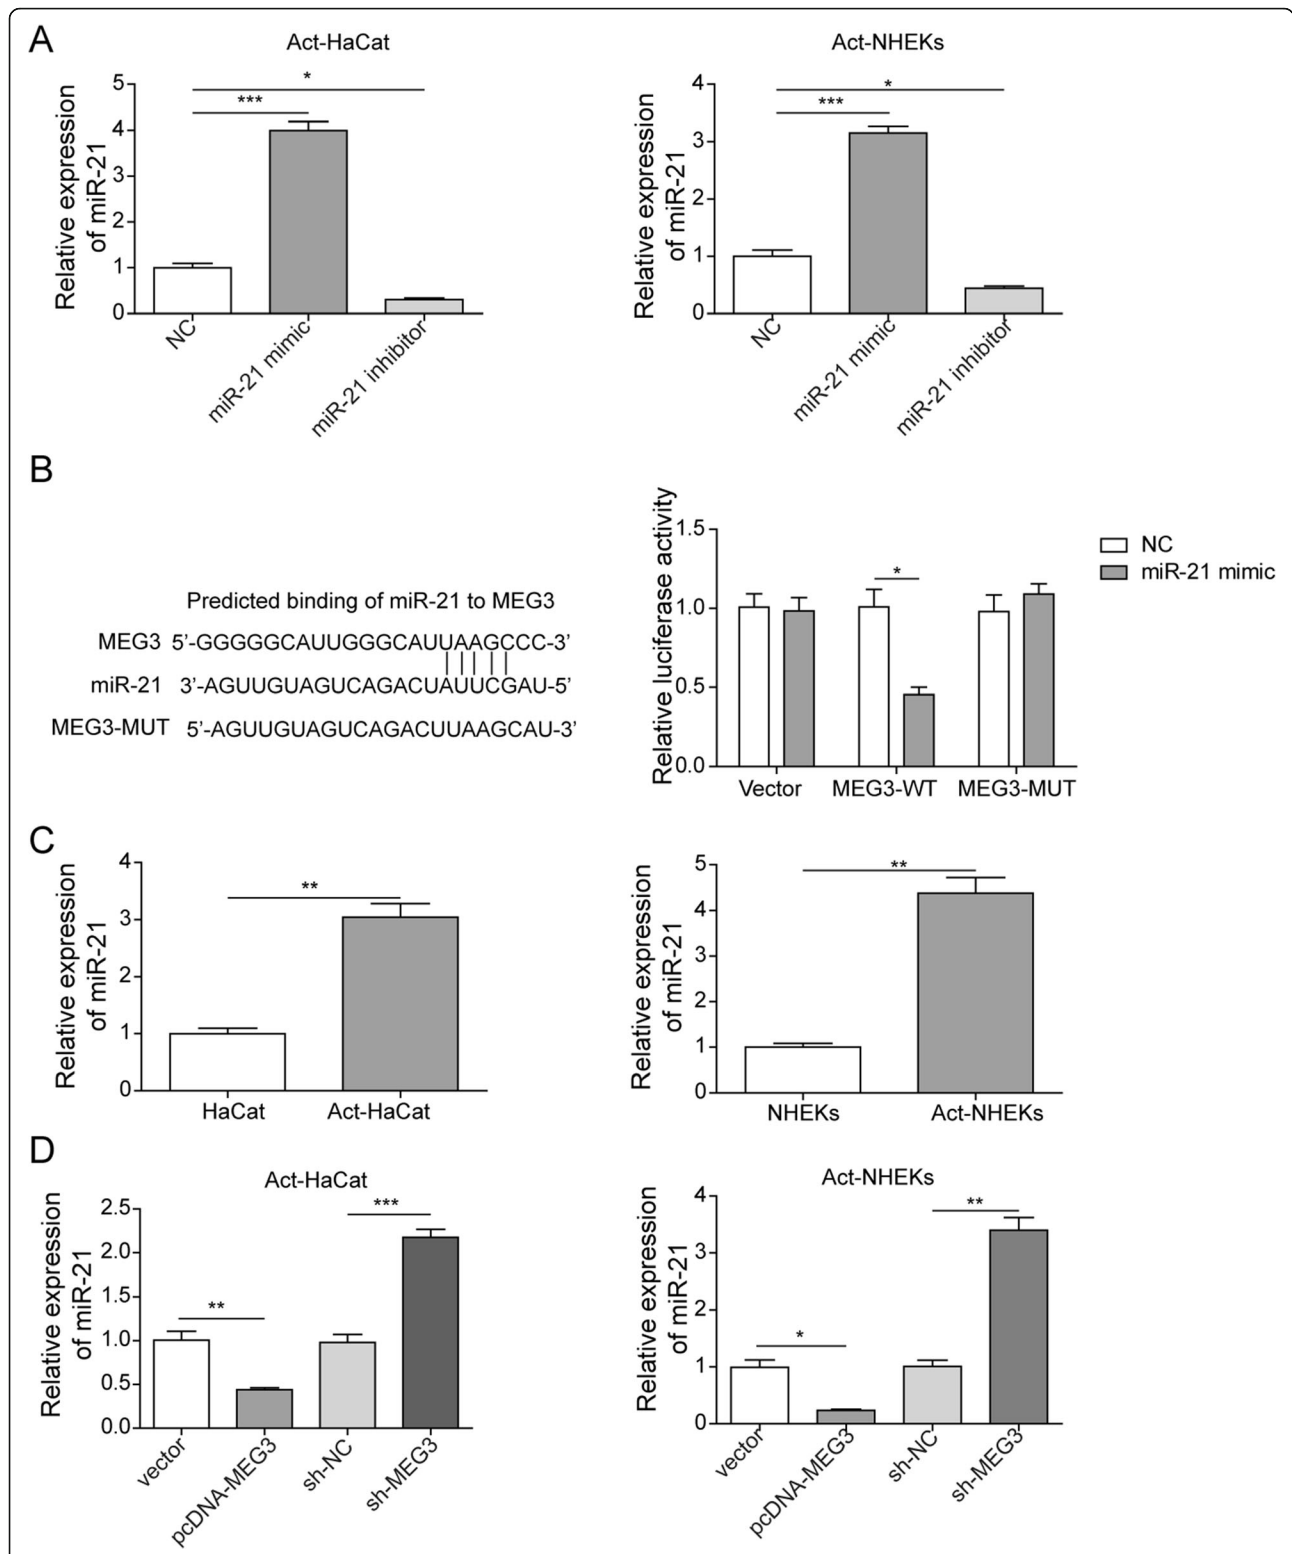 A
Act-HaCat
Relative expression
of miR-21
5
4
3
2
1
0
*
***
NC
miR-21 mimic
miR-21 inhibitor
Act-NHEKs
Relative expression
of miR-21
4
3
2
1
0
*
***
NC
miR-21 mimic
miR-21 inhibitor
B
Predicted binding of miR-21 to MEG3
MEG3 5’-GGGGGCAUUGGGCAUUAAGCCC-3’
miR-21 3’-AGUUGUAGUCAGACUAUUCGAU-5’
MEG3-MUT 5’-AGUUGUAGUCAGACUUAAGCAU-3’
Relative luciferase activity
1.5
1.0
0.5
0.0
*
Vector MEG3-WT MEG3-MUT
NC
miR-21 mimic
C
Relative expression
of miR-21
4
3
2
1
0
**
HaCat Act-HaCat
Relative expression
of miR-21
5
4
3
2
1
0
**
NHEKs Act-NHEKs
D
Act-HaCat
Relative expression
of miR-21
2.5
2.0
1.5
1.0
0.5
0.0
**
***
vector
pcDNA-MEG3
sh-NC
sh-MEG3
Act-NHEKs
Relative expression
of miR-21
4
3
2
1
0
*
**
vector
pcDNA-MEG3
sh-NC
sh-MEG3